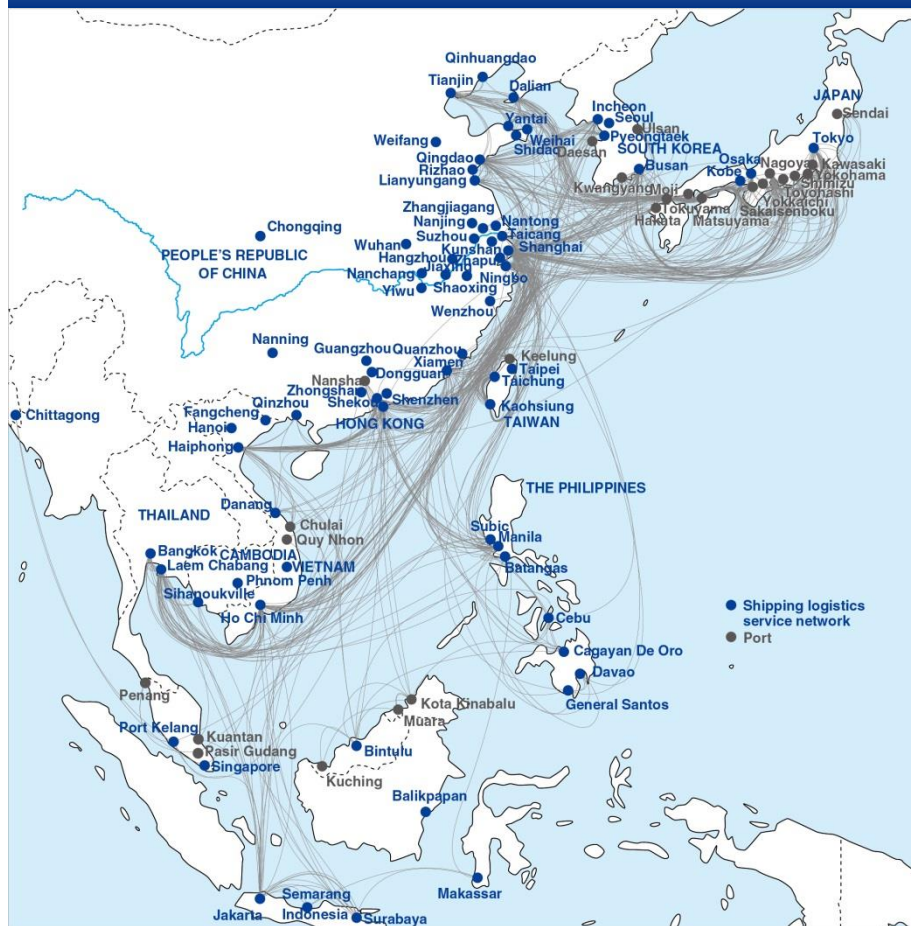 Qinhuangdao
Tianjin
Dalian
JAPAN
Incheon
Seoul
Sendai
Yantai
Weihai
Shidao
Ulsan
Daesan
Pyeongtaek
SOUTH KOREA
Tokyo
Weifang
Qingdao
Rizhao
Lianyungang
Busan
Osaka
Kobe
Nagoya
Kawasaki
Yokohama
Shimizu
Toyohashi
Yokkaichi
Sakaisenboku
Kwangyang
Moji
Tokuyama
Hakata
Matsuyama
Zhangjiagang
Nanjing
Nantong
Suzhou
Taicang
Chongqing
Wuhan
Kunshan
Shanghai
PEOPLE'S REPUBLIC
OF CHINA
Hangzhou
Zhapu
Jiaxing
Nanchang
Ningbo
Yiwu
Shaoxing
Wenzhou
Nanning
Guangzhou
Quanzhou
Xiamen
Keelung
Nansha
Dongguan
Taipei
Taichung
Zhongshan
Shekou
Shenzhen
Chittagong
Fangcheng
Qinzhou
Hanoi
HONG KONG
Kaohsiung
TAIWAN
Haiphong
THE PHILIPPINES
Danang
THAILAND
Chulai
Quy Nhon
Subic
Manila
Bangkok
CAMBODIA
Laem Chabang
VIETNAM
Batangas
Phnom Penh
Sihanoukville
Ho Chi Minh
Shipping logistics
service network
Port
Cebu
Cagayan De Oro
Davao
General Santos
Penang
Kota Kinabalu
Muara
Port Kelang
Kuantan
Pasir Gudang
Singapore
Bintulu
Kuching
Balikpapan
Makassar
Semarang
Jakarta
Indonesia
Surabaya